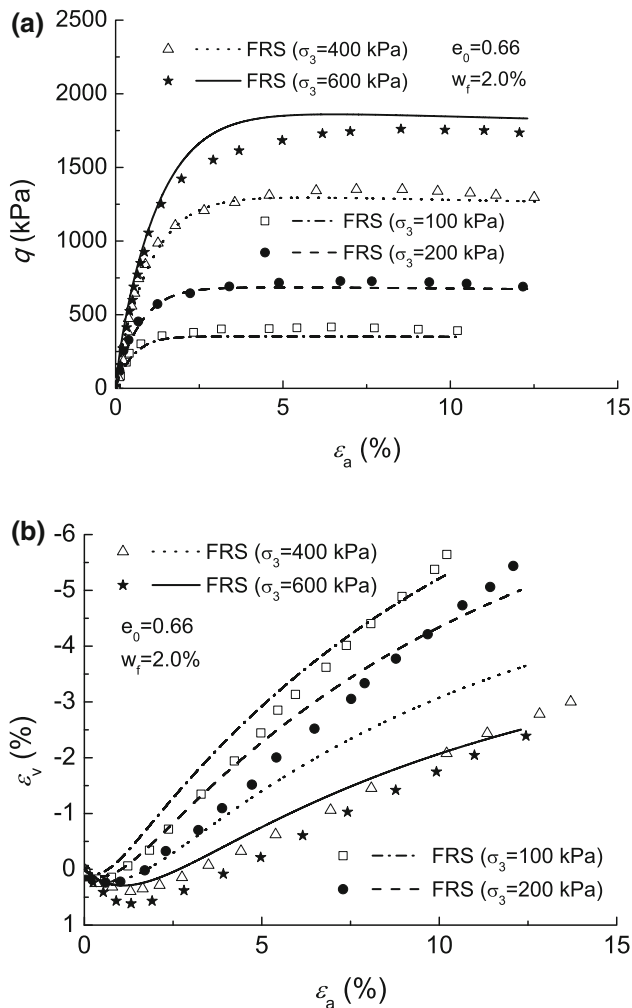 (a)
2500
2000
1500
1000
500
0
q (kPa)
FRS (σ3=400 kPa)
FRS (σ3=600 kPa)
e0=0.66
wf=2.0%
FRS (σ3=100 kPa)
FRS (σ3=200 kPa)
0
5
10
15
εa (%)
(b)
-6
-5
-4
-3
-2
-1
0
1
εv (%)
FRS (σ3=400 kPa)
FRS (σ3=600 kPa)
e0=0.66
wf=2.0%
FRS (σ3=100 kPa)
FRS (σ3=200 kPa)
0
5
10
15
εa (%)